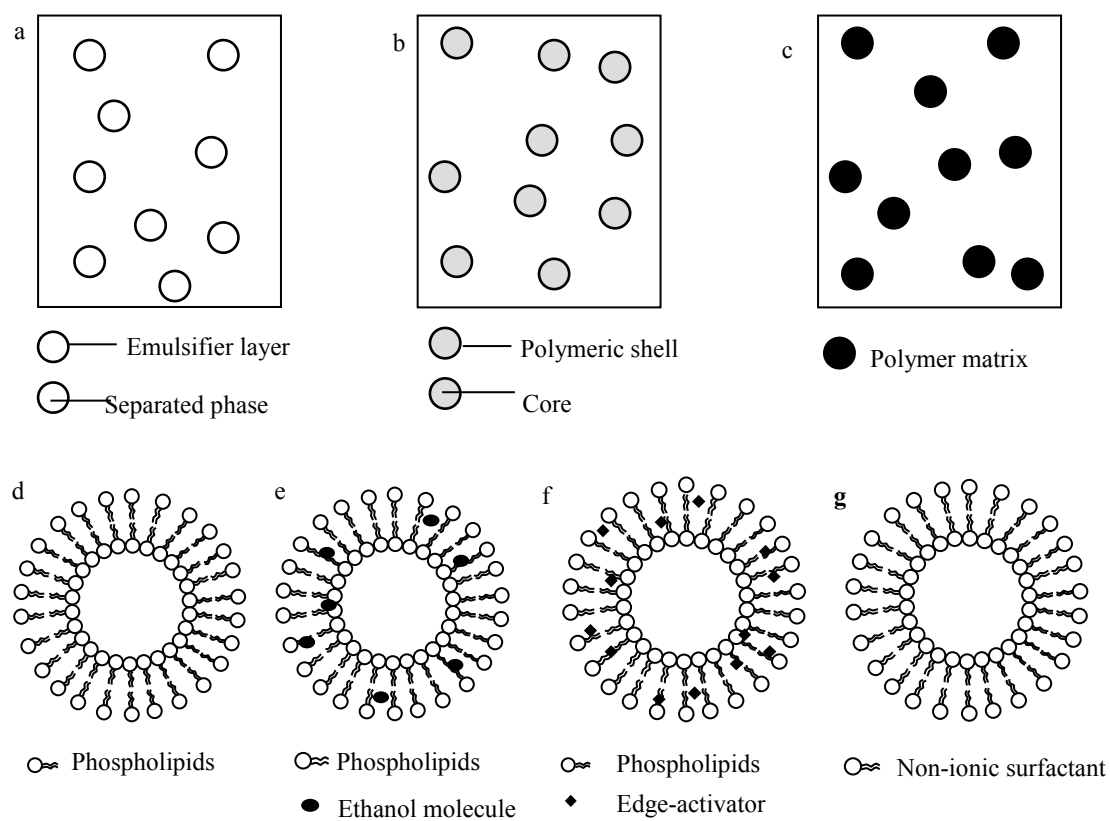 a
b
c
Emulsifier layer
Separated phase
Polymeric shell
Core
Polymer matrix
d
e
f
g
Phospholipids
Phospholipids
Ethanol molecule
Phospholipids
Edge-activator
Non-ionic surfactant